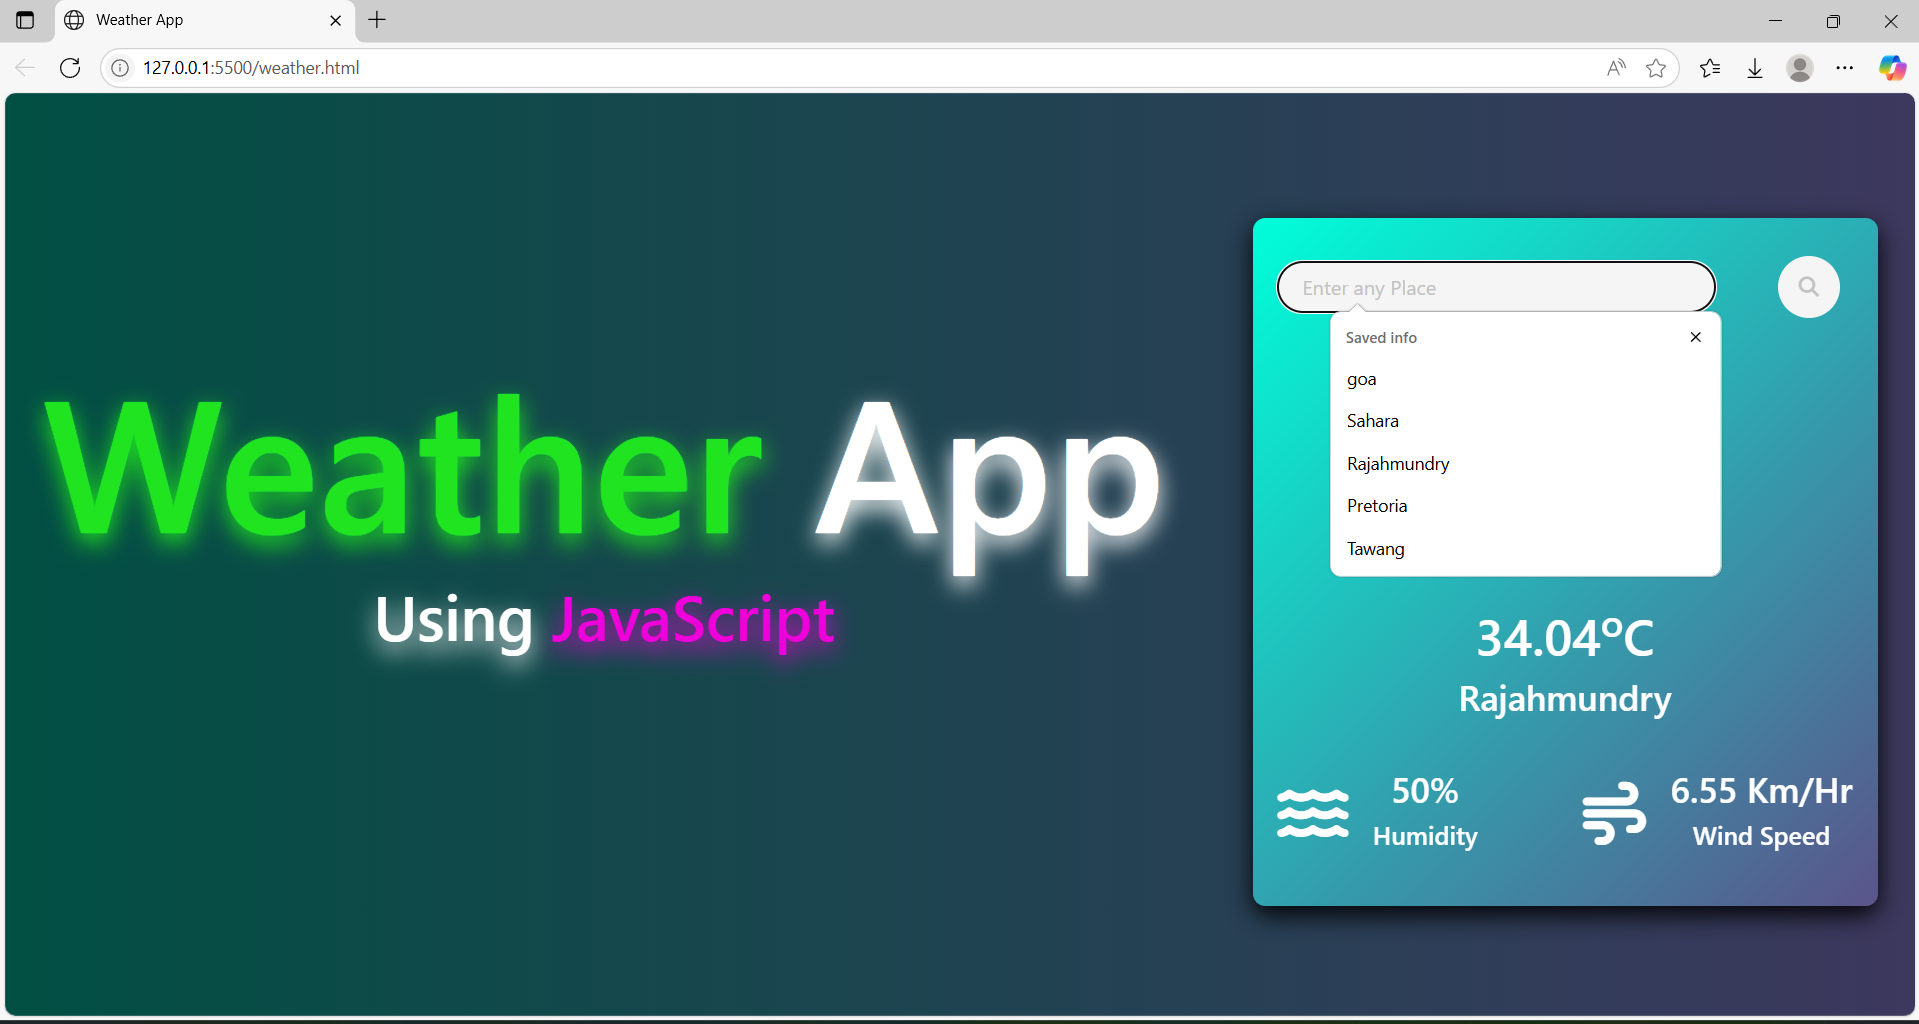 Weather App
127.0.0.1:5500/weather.html
Weather App
Using JavaScript
Enter any Place
Saved info
goa
Sahara
Rajahmundry
Pretoria
Tawang
34.04°C
Rajahmundry
50%
Humidity
6.55 Km/Hr
Wind Speed